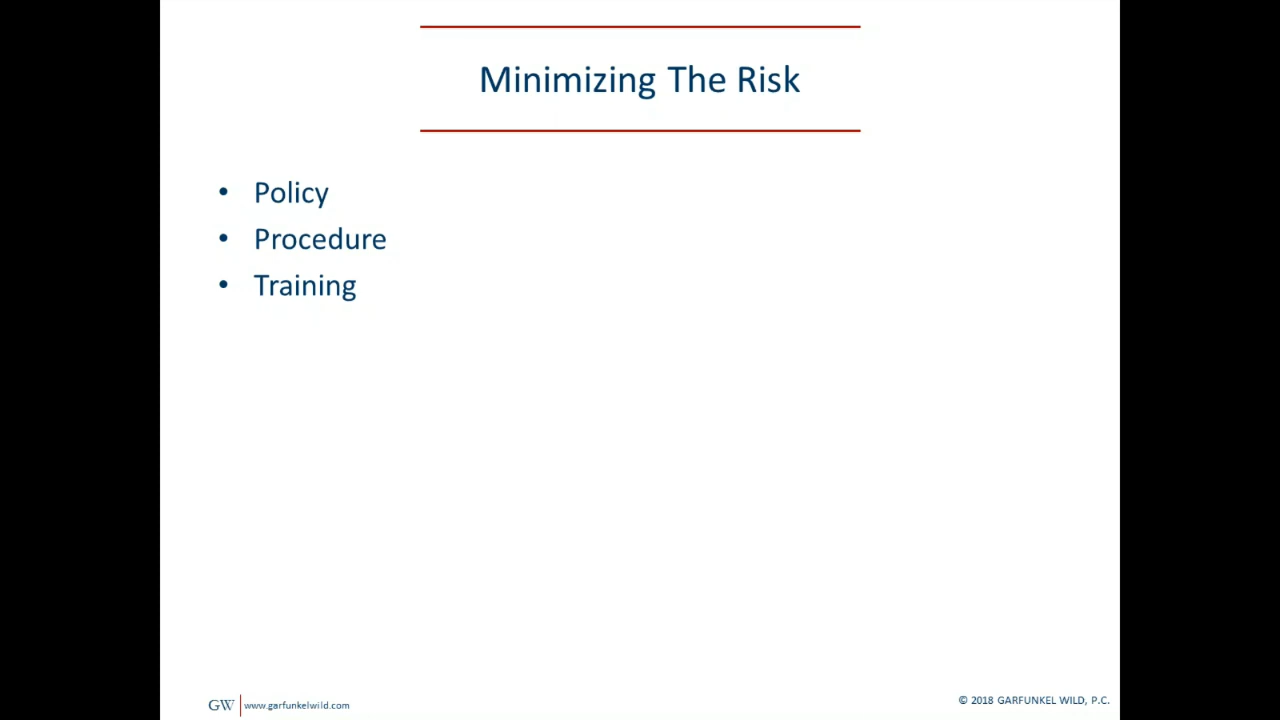 Minimizing The Risk
• Policy
• Procedure
• Training
GW www.garfunkelwild.com
© 2018 GARFUNKEL WILD, P.C.